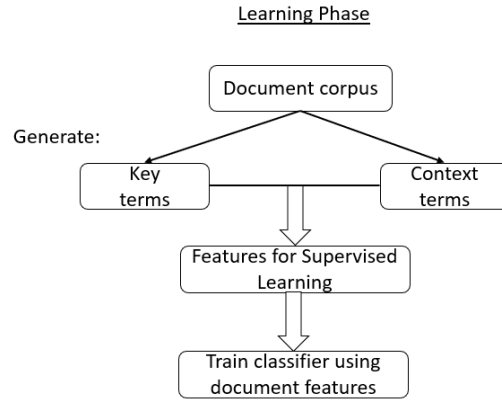 Learning Phase
Document corpus
Generate:
Key
terms
Context
terms
Features for Supervised
Learning
Train classifier using
document features